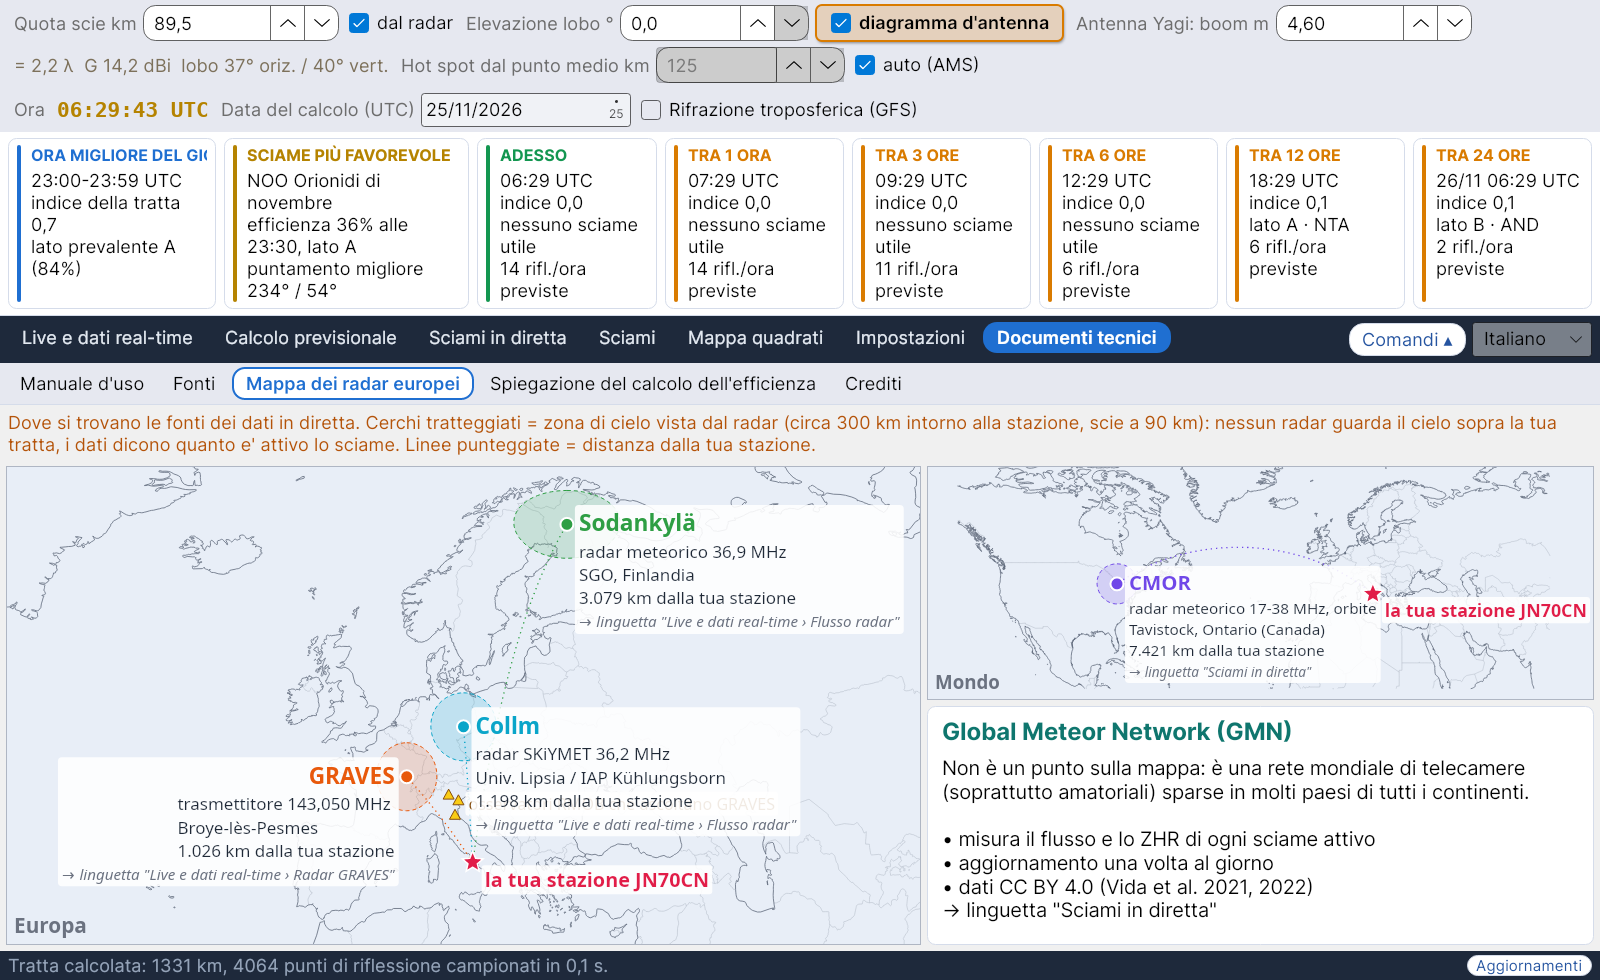 Quota scie km 89,5 dal radar Elevazione lobo ° 0,0 diagramma d'antenna Antenna Yagi: boom m 4,60
= 2,2 λ G 14,2 dBi lobo 37° oriz. / 40° vert. Hot spot dal punto medio km 125 auto (AMS)
Ora 06:29:43 UTC Data del calcolo (UTC) 25/11/2026 25 Rifrazione troposferica (GFS)
ORA MIGLIORE DEL GI
23:00-23:59 UTC
indice della tratta
0,7
lato prevalente A
(84%)
SCIAME PIÙ FAVOREVOLE
NOO Orionidi di
novembre
efficienza 36% alle
23:30, lato A
puntamento migliore
234° / 54°
ADESSO
06:29 UTC
indice 0,0
nessuno sciame
utile
14 rifl./ora
previste
TRA 1 ORA
07:29 UTC
indice 0,0
nessuno sciame
utile
14 rifl./ora
previste
TRA 3 ORE
09:29 UTC
indice 0,0
nessuno sciame
utile
11 rifl./ora
previste
TRA 6 ORE
12:29 UTC
indice 0,0
nessuno sciame
utile
6 rifl./ora
previste
TRA 12 ORE
18:29 UTC
indice 0,1
lato A · NTA
6 rifl./ora
previste
TRA 24 ORE
26/11 06:29 UTC
indice 0,1
lato B · AND
2 rifl./ora
previste
Live e dati real-time Calcolo previsionale Sciami in diretta Sciami Mappa quadrati Impostazioni Documenti tecnici Comandi ▴ Italiano
Manuale d'uso Fonti Mappa dei radar europei Spiegazione del calcolo dell'efficienza Crediti
Dove si trovano le fonti dei dati in diretta. Cerchi tratteggiati = zona di cielo vista dal radar (circa 300 km intorno alla stazione, scie a 90 km): nessun radar guarda il cielo sopra la tua
tratta, i dati dicono quanto e' attivo lo sciame. Linee punteggiate = distanza dalla tua stazione.
Sodankylä
radar meteorico 36,9 MHz
SGO, Finlandia
3.079 km dalla tua stazione
→ linguetta "Live e dati real-time › Flusso radar"
Collm
radar SKiYMET 36,2 MHz
Univ. Lipsia / IAP Kühlungsborn
1.198 km dalla tua stazione
→ linguetta "Live e dati real-time › Flusso radar"
GRAVES
trasmettitore 143,050 MHz
Broye-lès-Pesmes
1.026 km dalla tua stazione
→ linguetta "Live e dati real-time › Radar GRAVES"
la tua stazione JN70CN
Europa
CMOR
radar meteorico 17-38 MHz, orbite
Tavistock, Ontario (Canada)
7.421 km dalla tua stazione
→ linguetta "Sciami in diretta"
la tua stazione JN70CN
Mondo
Global Meteor Network (GMN)
Non è un punto sulla mappa: è una rete mondiale di telecamere
(soprattutto amatoriali) sparse in molti paesi di tutti i continenti.
• misura il flusso e lo ZHR di ogni sciame attivo
• aggiornamento una volta al giorno
• dati CC BY 4.0 (Vida et al. 2021, 2022)
→ linguetta "Sciami in diretta"
Tratta calcolata: 1331 km, 4064 punti di riflessione campionati in 0,1 s.
Aggiornamenti